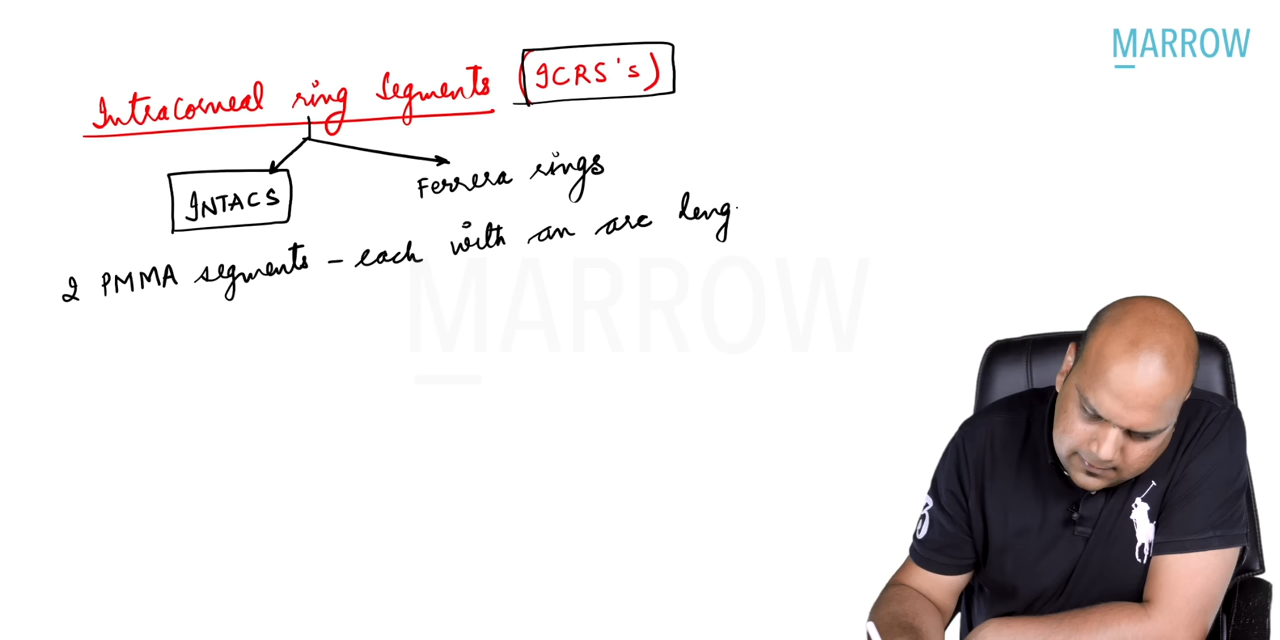 MARROW
Intracorneal ring segments (ICRS's)
INTACS
Ferrera rings
2 PMMA segments - each with an arc leng
MARROW